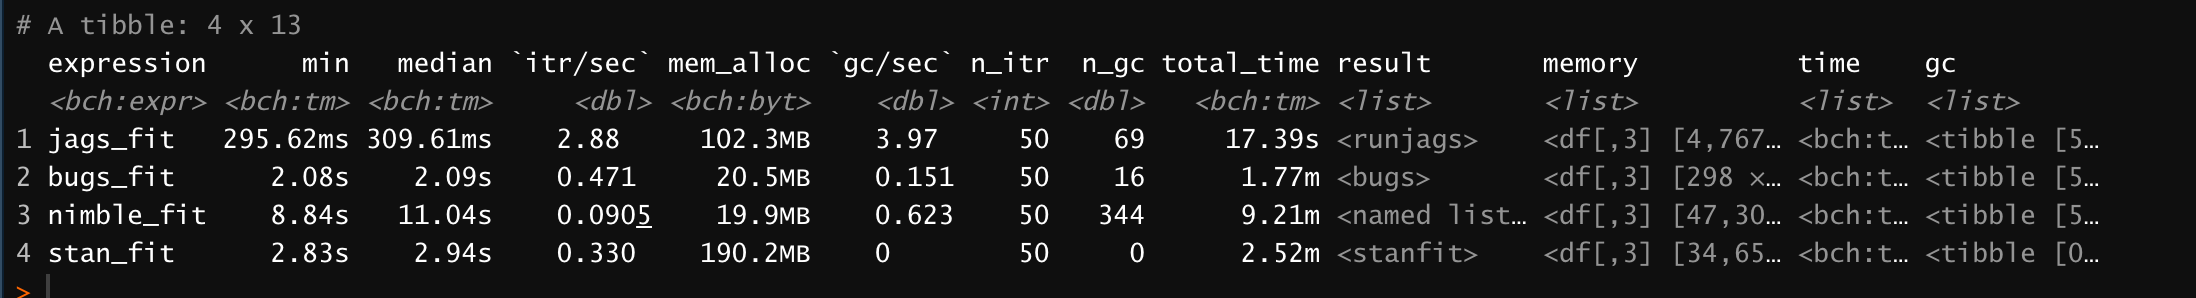 # A tibble: 4 x 13
expression min median `itr/sec` mem_alloc `gc/sec` n_itr n_gc total_time result memory time gc
<bch:expr> <bch:tm> <bch:tm> <dbl> <bch:byt> <dbl> <int> <dbl> <bch:tm> <list> <list> <list> <list>
1 jags_fit 295.62ms 309.61ms 2.88 102.3MB 3.97 50 69 17.39s <runjags> <df[,3] [4,767… <bch:t… <tibble [5…
2 bugs_fit 2.08s 2.09s 0.471 20.5MB 0.151 50 16 1.77m <bugs> <df[,3] [298 ×… <bch:t… <tibble [5…
3 nimble_fit 8.84s 11.04s 0.0905 19.9MB 0.623 50 344 9.21m <named list… <df[,3] [47,30… <bch:t… <tibble [5…
4 stan_fit 2.83s 2.94s 0.330 190.2MB 0 50 0 2.52m <stanfit> <df[,3] [34,65… <bch:t… <tibble [0…
>